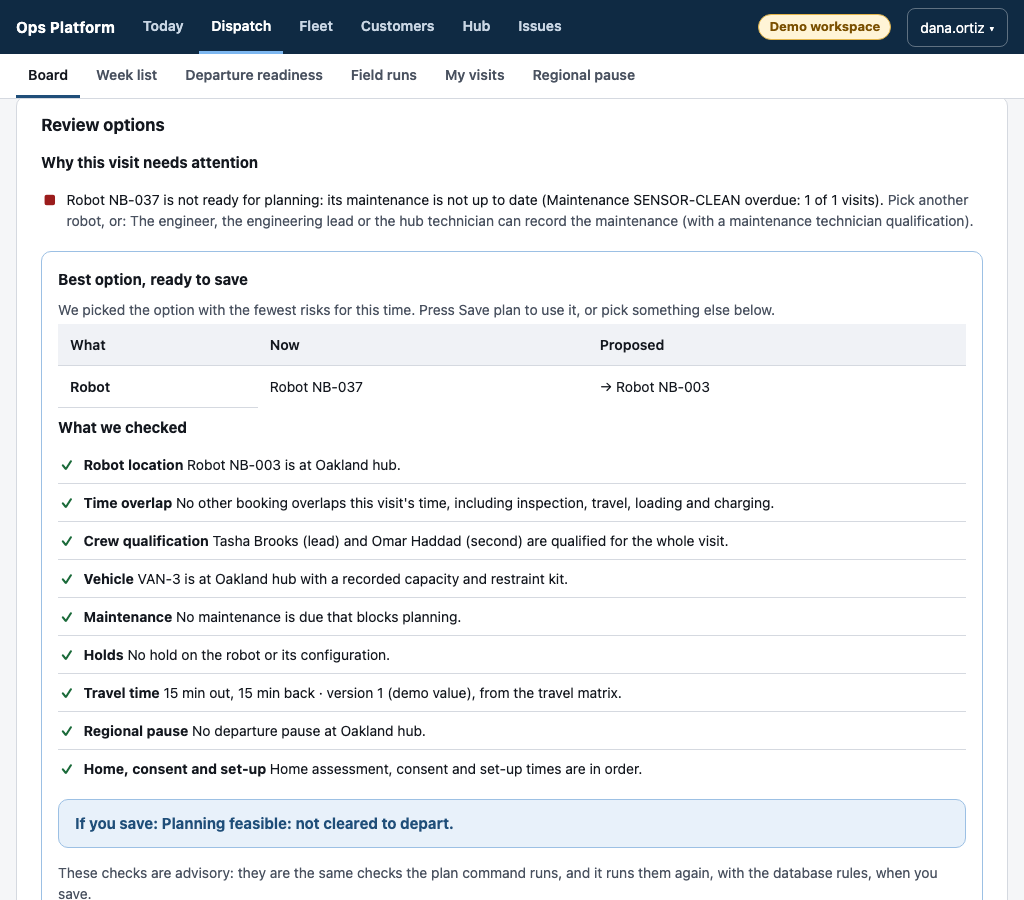 Ops Platform Today Dispatch Fleet Customers Hub Issues Demo workspace dana.ortiz ▾
Board Week list Departure readiness Field runs My visits Regional pause
Review options
Why this visit needs attention
Robot NB-037 is not ready for planning: its maintenance is not up to date (Maintenance SENSOR-CLEAN overdue: 1 of 1 visits). Pick another
robot, or: The engineer, the engineering lead or the hub technician can record the maintenance (with a maintenance technician qualification).
Best option, ready to save
We picked the option with the fewest risks for this time. Press Save plan to use it, or pick something else below.
What Now Proposed
Robot Robot NB-037 → Robot NB-003
What we checked
✓ Robot location Robot NB-003 is at Oakland hub.
✓ Time overlap No other booking overlaps this visit's time, including inspection, travel, loading and charging.
✓ Crew qualification Tasha Brooks (lead) and Omar Haddad (second) are qualified for the whole visit.
✓ Vehicle VAN-3 is at Oakland hub with a recorded capacity and restraint kit.
✓ Maintenance No maintenance is due that blocks planning.
✓ Holds No hold on the robot or its configuration.
✓ Travel time 15 min out, 15 min back · version 1 (demo value), from the travel matrix.
✓ Regional pause No departure pause at Oakland hub.
✓ Home, consent and set-up Home assessment, consent and set-up times are in order.
If you save: Planning feasible: not cleared to depart.
These checks are advisory: they are the same checks the plan command runs, and it runs them again, with the database rules, when you
save.